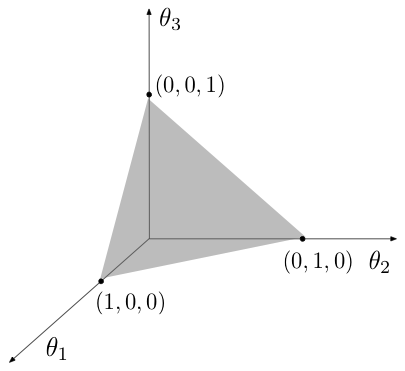 θ₃
(0, 0, 1)
(0, 1, 0) θ₂
(1, 0, 0)
θ₁